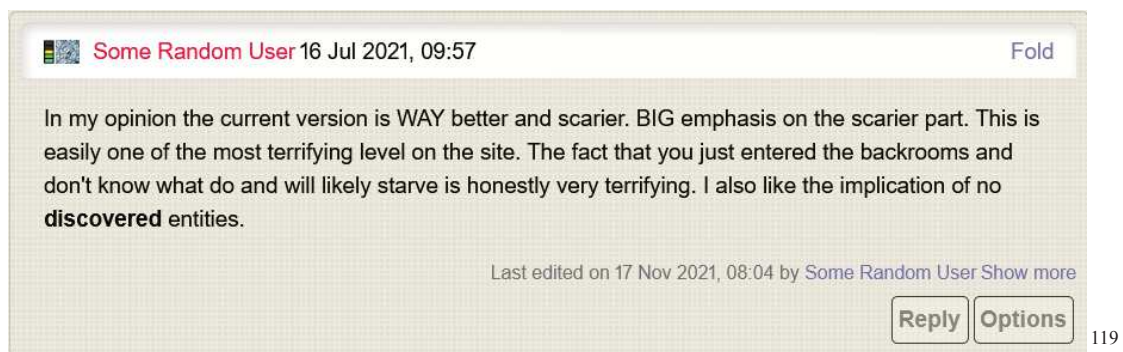 Some Random User 16 Jul 2021, 09:57 Fold
In my opinion the current version is WAY better and scarier. BIG emphasis on the scarier part. This is
easily one of the most terrifying level on the site. The fact that you just entered the backrooms and
don't know what do and will likely starve is honestly very terrifying. I also like the implication of no
discovered entities.
Last edited on 17 Nov 2021, 08:04 by Some Random User Show more
Reply Options
119